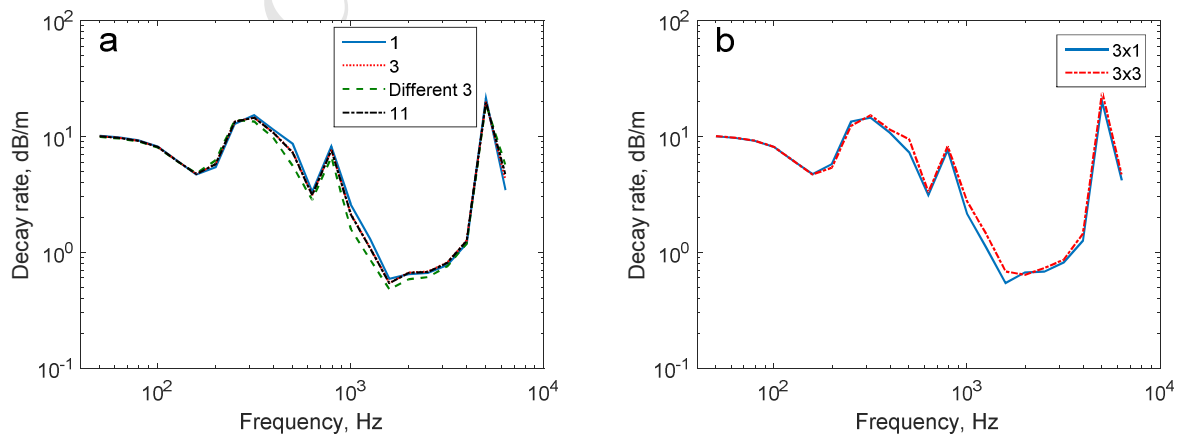 a
1
3
Different 3
11
10^2
10^1
10^0
10^-1
Decay rate, dB/m
10^2
10^3
10^4
Frequency, Hz
b
3x1
3x3
10^2
10^1
10^0
10^-1
Decay rate, dB/m
10^2
10^3
10^4
Frequency, Hz